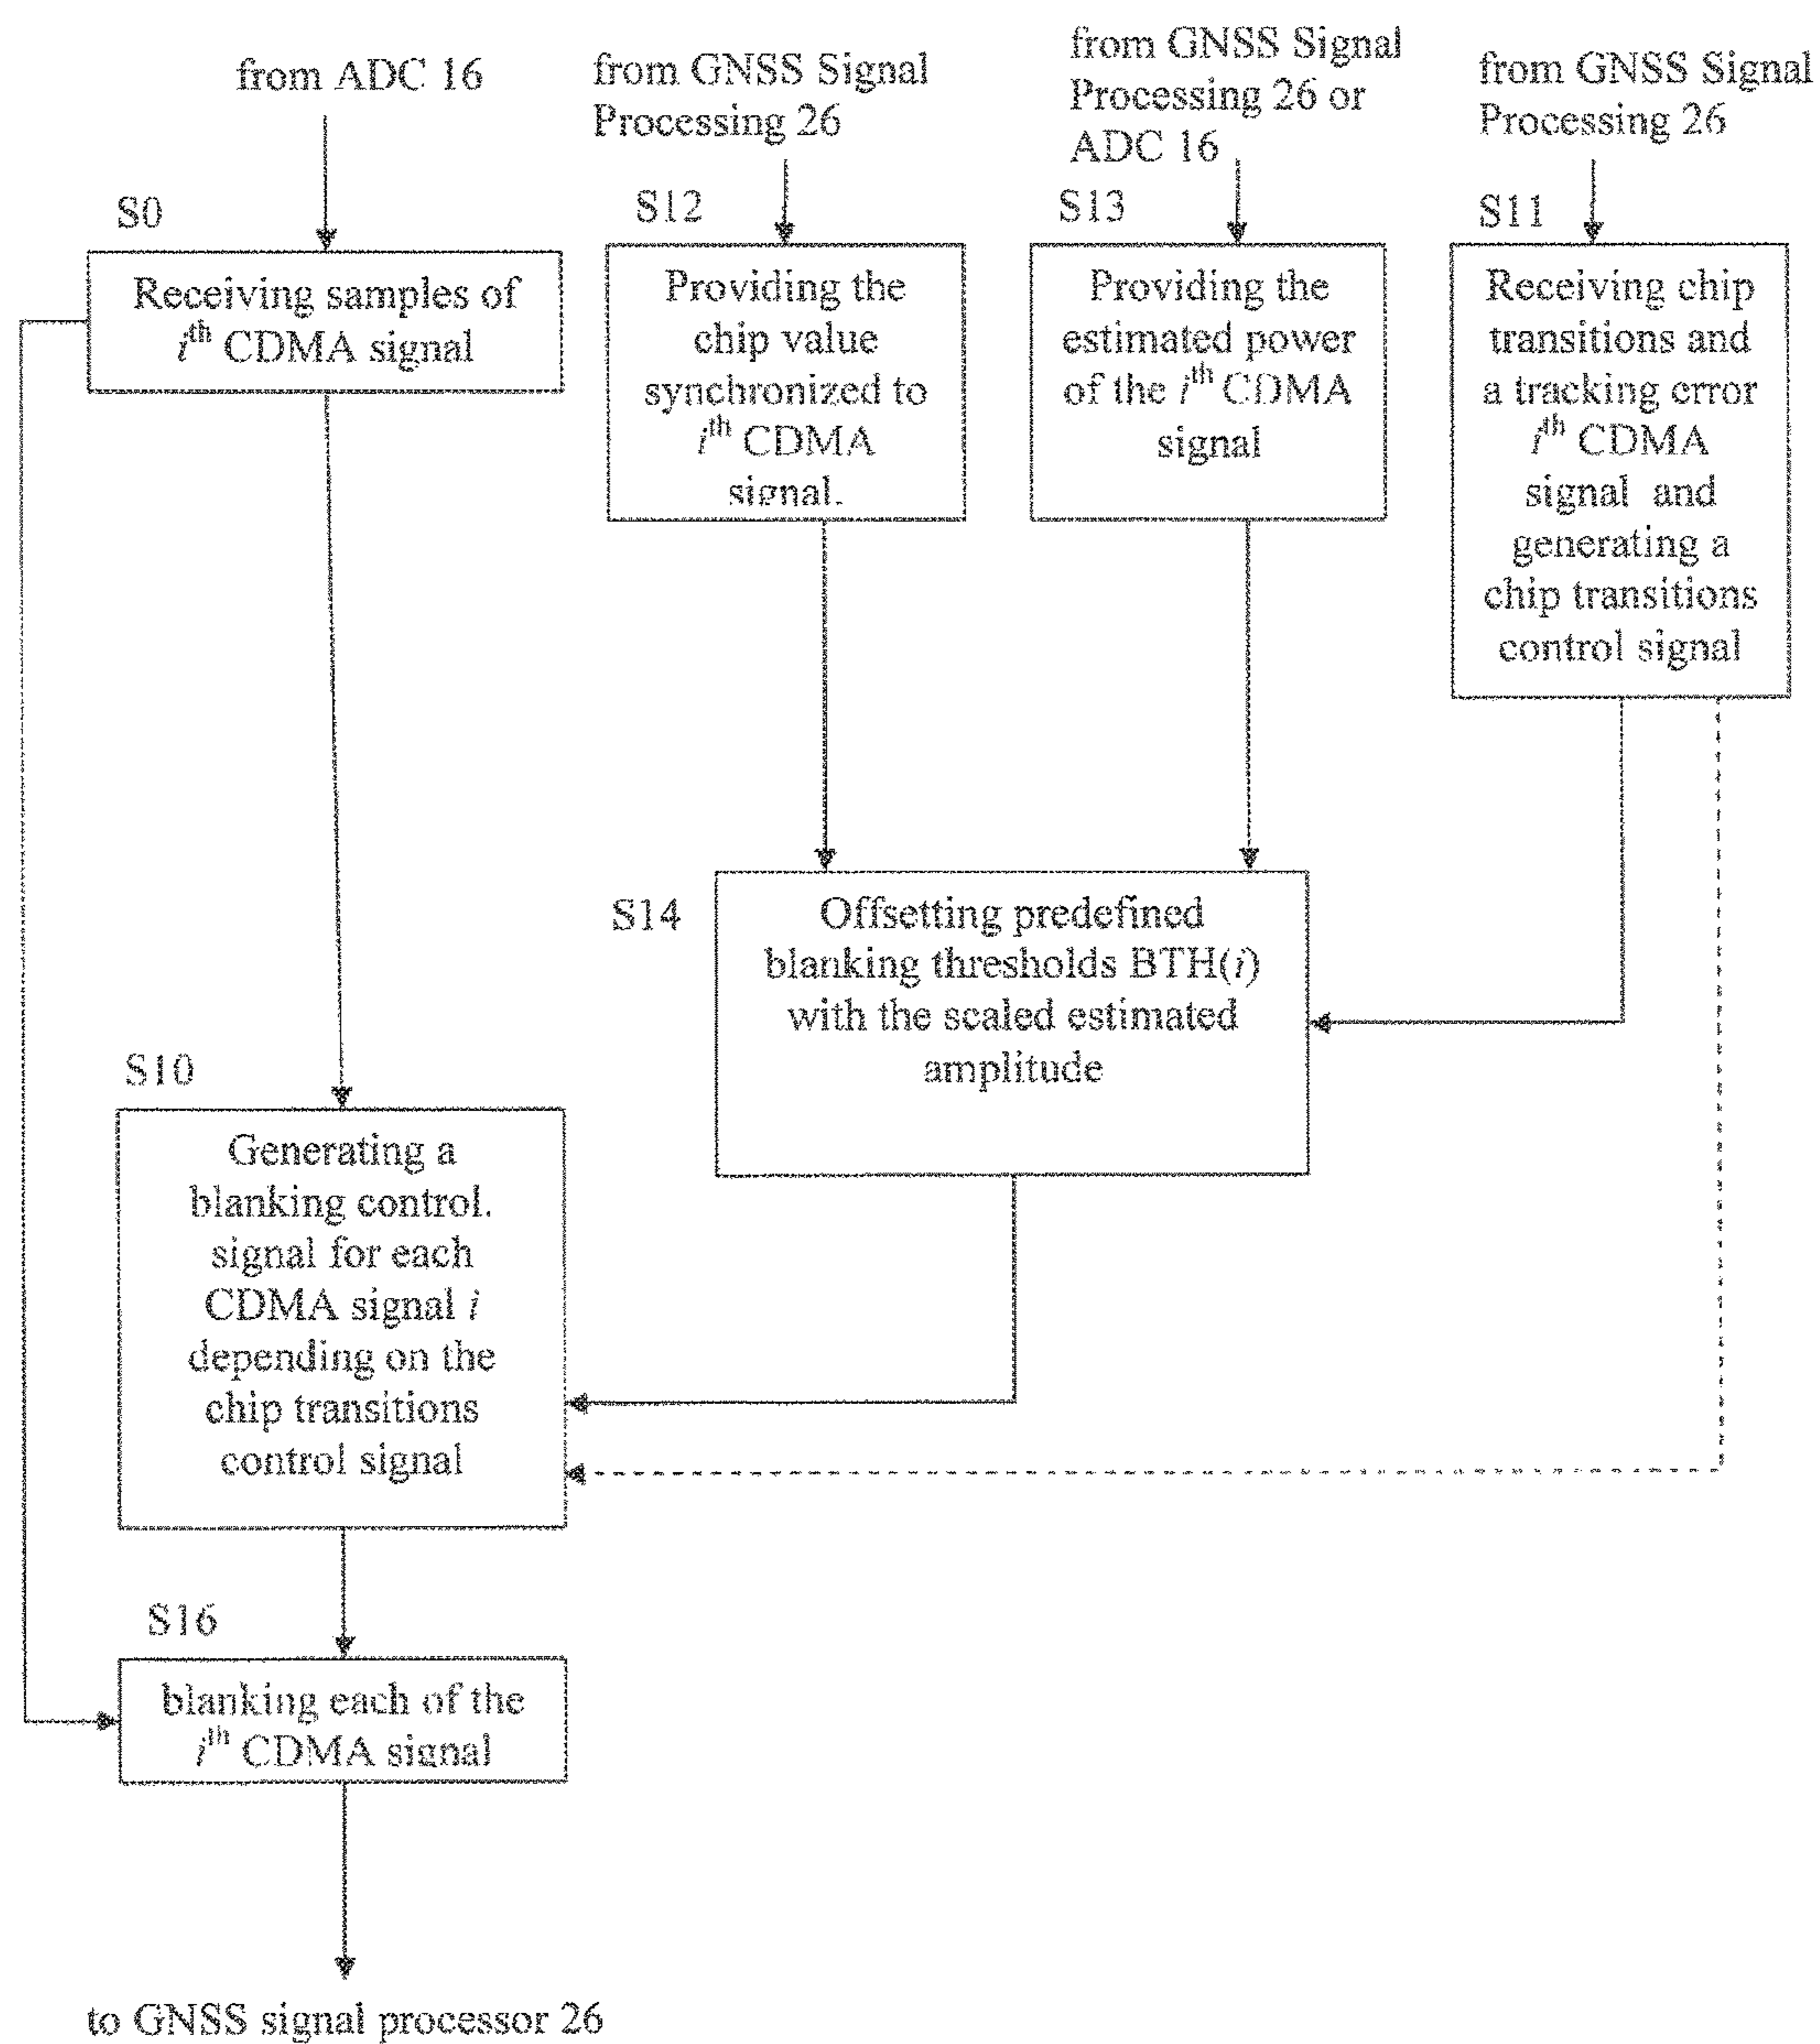 from ADC 16
from GNSS Signal
Processing 26
from GNSS Signal
Processing 26 or
ADC 16
from GNSS Signal
Processing 26
S0
Receiving samples of
i^th CDMA signal
S12
Providing the
chip value
synchronized to
i^th CDMA
signal.
S13
Providing the
estimated power
of the i^th CDMA
signal
S11
Receiving chip
transitions and
a tracking error
i^th CDMA
signal and
generating a
chip transitions
control signal
S14
Offsetting predefined
blanking thresholds BTH(i)
with the scaled estimated
amplitude
S10
Generating a
blanking control.
signal for each
CDMA signal i
depending on the
chip transitions
control signal
S16
blanking each of the
i^th CDMA signal
to GNSS signal processor 26